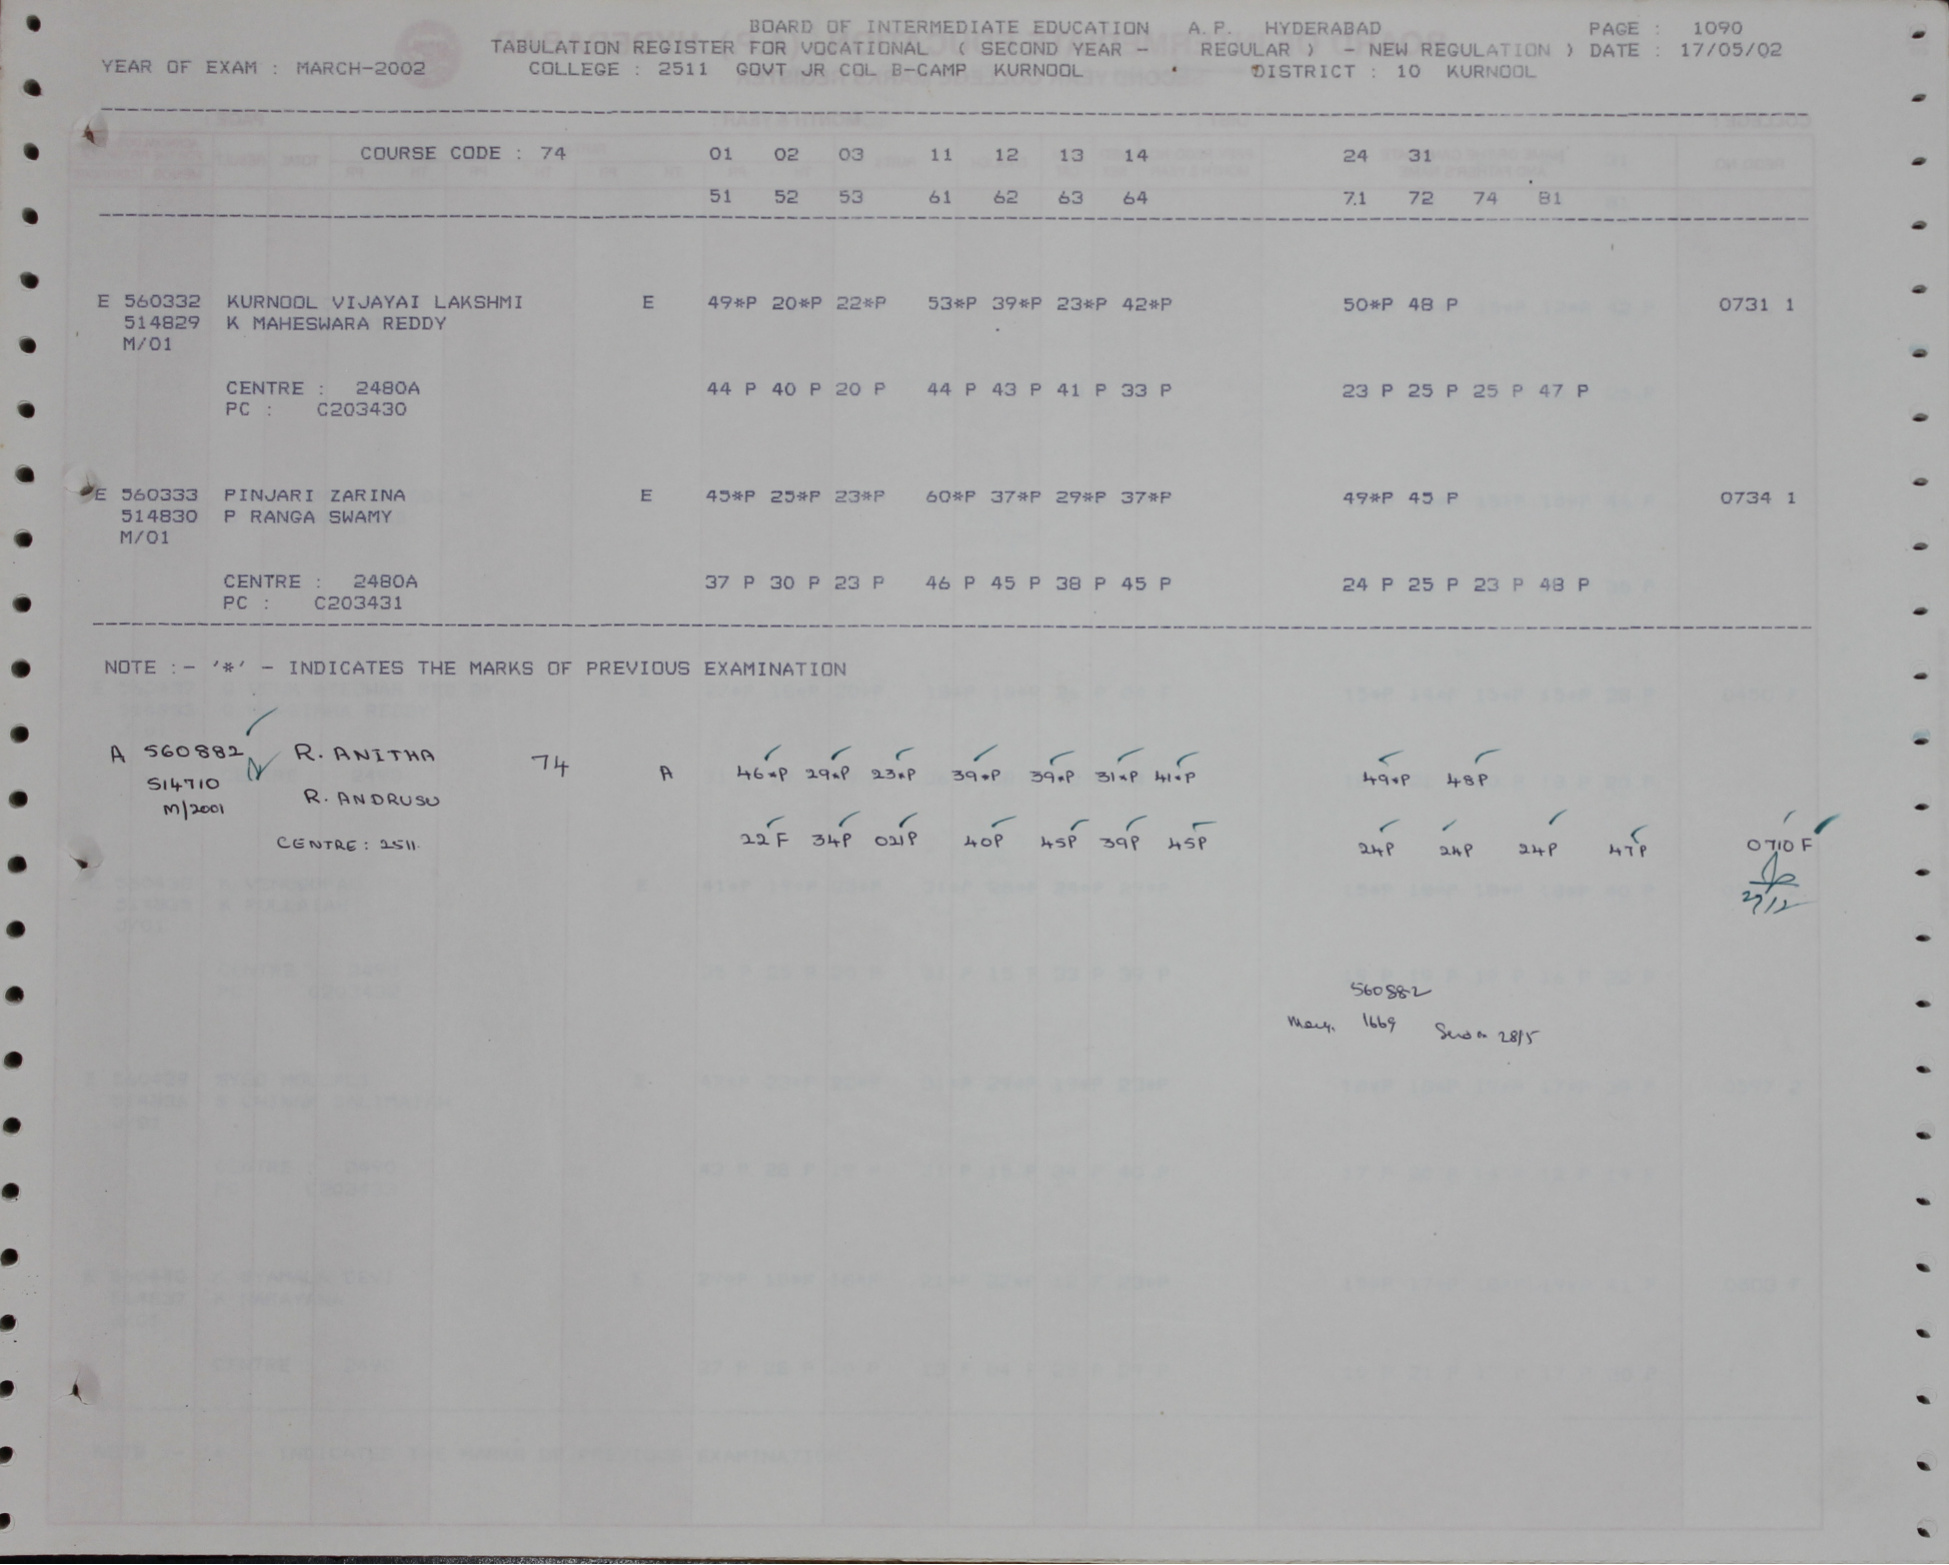 BOARD OF INTERMEDIATE EDUCATION A.P. HYDERABAD PAGE : 1090
TABULATION REGISTER FOR VOCATIONAL ( SECOND YEAR - REGULAR ) - NEW REGULATION ) DATE : 17/05/02
YEAR OF EXAM : MARCH-2002 COLLEGE : 2511 GOVT JR COL B-CAMP KURNOOL DISTRICT : 10 KURNOOL
COURSE CODE : 74 01 02 03 11 12 13 14 24 31
51 52 53 61 62 63 64 71 72 74 81
E 560332 KURNOOL VIJAYAI LAKSHMI E 49*P 20*P 22*P 53*P 39*P 23*P 42*P 50*P 48 P 0731 1
514829 K MAHESWARA REDDY
M/01
CENTRE : 2480A 44 P 40 P 20 P 44 P 43 P 41 P 33 P 23 P 25 P 25 P 47 P
PC : C203430
E 560333 PINJARI ZARINA E 45*P 25*P 23*P 60*P 37*P 29*P 37*P 49*P 45 P 0734 1
514830 P RANGA SWAMY
M/01
CENTRE : 2480A 37 P 30 P 23 P 46 P 45 P 38 P 45 P 24 P 25 P 23 P 48 P
PC : C203431
NOTE :- '*' - INDICATES THE MARKS OF PREVIOUS EXAMINATION
A 560882 R. ANITHA 74 A 46*P 29*P 23*P 39*P 39*P 31*P 41*P 49*P 48P
514710 R. ANDRUSU
M/2001
CENTRE : 2511 22F 34P 021P 40P 45P 39P 45P 24P 24P 24P 47P 0710 F
27/12
560882
1669 28/5